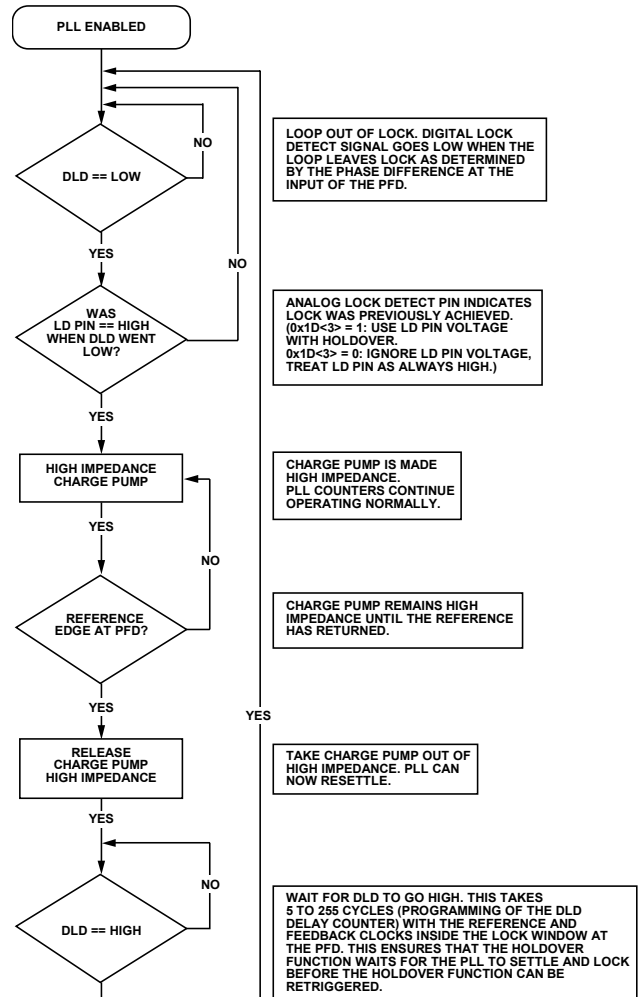 PLL ENABLED
NO
DLD == LOW
LOOP OUT OF LOCK. DIGITAL LOCK
DETECT SIGNAL GOES LOW WHEN THE
LOOP LEAVES LOCK AS DETERMINED
BY THE PHASE DIFFERENCE AT THE
INPUT OF THE PFD.
YES
NO
WAS
LD PIN == HIGH
WHEN DLD WENT
LOW?
ANALOG LOCK DETECT PIN INDICATES
LOCK WAS PREVIOUSLY ACHIEVED.
(0x1D<3> = 1: USE LD PIN VOLTAGE
WITH HOLDOVER.
0x1D<3> = 0: IGNORE LD PIN VOLTAGE,
TREAT LD PIN AS ALWAYS HIGH.)
YES
HIGH IMPEDANCE
CHARGE PUMP
CHARGE PUMP IS MADE
HIGH IMPEDANCE.
PLL COUNTERS CONTINUE
OPERATING NORMALLY.
YES
NO
REFERENCE
EDGE AT PFD?
CHARGE PUMP REMAINS HIGH
IMPEDANCE UNTIL THE REFERENCE
HAS RETURNED.
YES
YES
RELEASE
CHARGE PUMP
HIGH IMPEDANCE
TAKE CHARGE PUMP OUT OF
HIGH IMPEDANCE. PLL CAN
NOW RESETTLE.
YES
NO
DLD == HIGH
WAIT FOR DLD TO GO HIGH. THIS TAKES
5 TO 255 CYCLES (PROGRAMMING OF THE DLD
DELAY COUNTER) WITH THE REFERENCE AND
FEEDBACK CLOCKS INSIDE THE LOCK WINDOW AT
THE PFD. THIS ENSURES THAT THE HOLDOVER
FUNCTION WAITS FOR THE PLL TO SETTLE AND LOCK
BEFORE THE HOLDOVER FUNCTION CAN BE
RETRIGGERED.